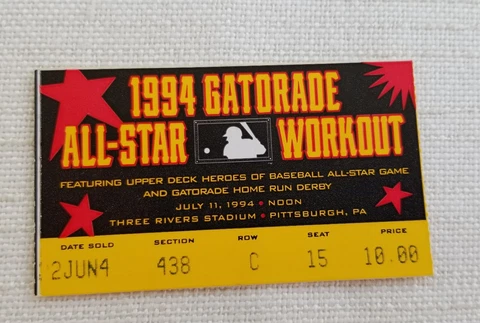 1994 GATORADE
ALL-STAR WORKOUT
FEATURING UPPER DECK HEROES OF BASEBALL ALL-STAR GAME
AND GATORADE HOME RUN DERBY
JULY 11, 1994 • NOON
THREE RIVERS STADIUM • PITTSBURGH, PA
DATE SOLD SECTION ROW SEAT PRICE
2JUN4 438 C 15 10.00